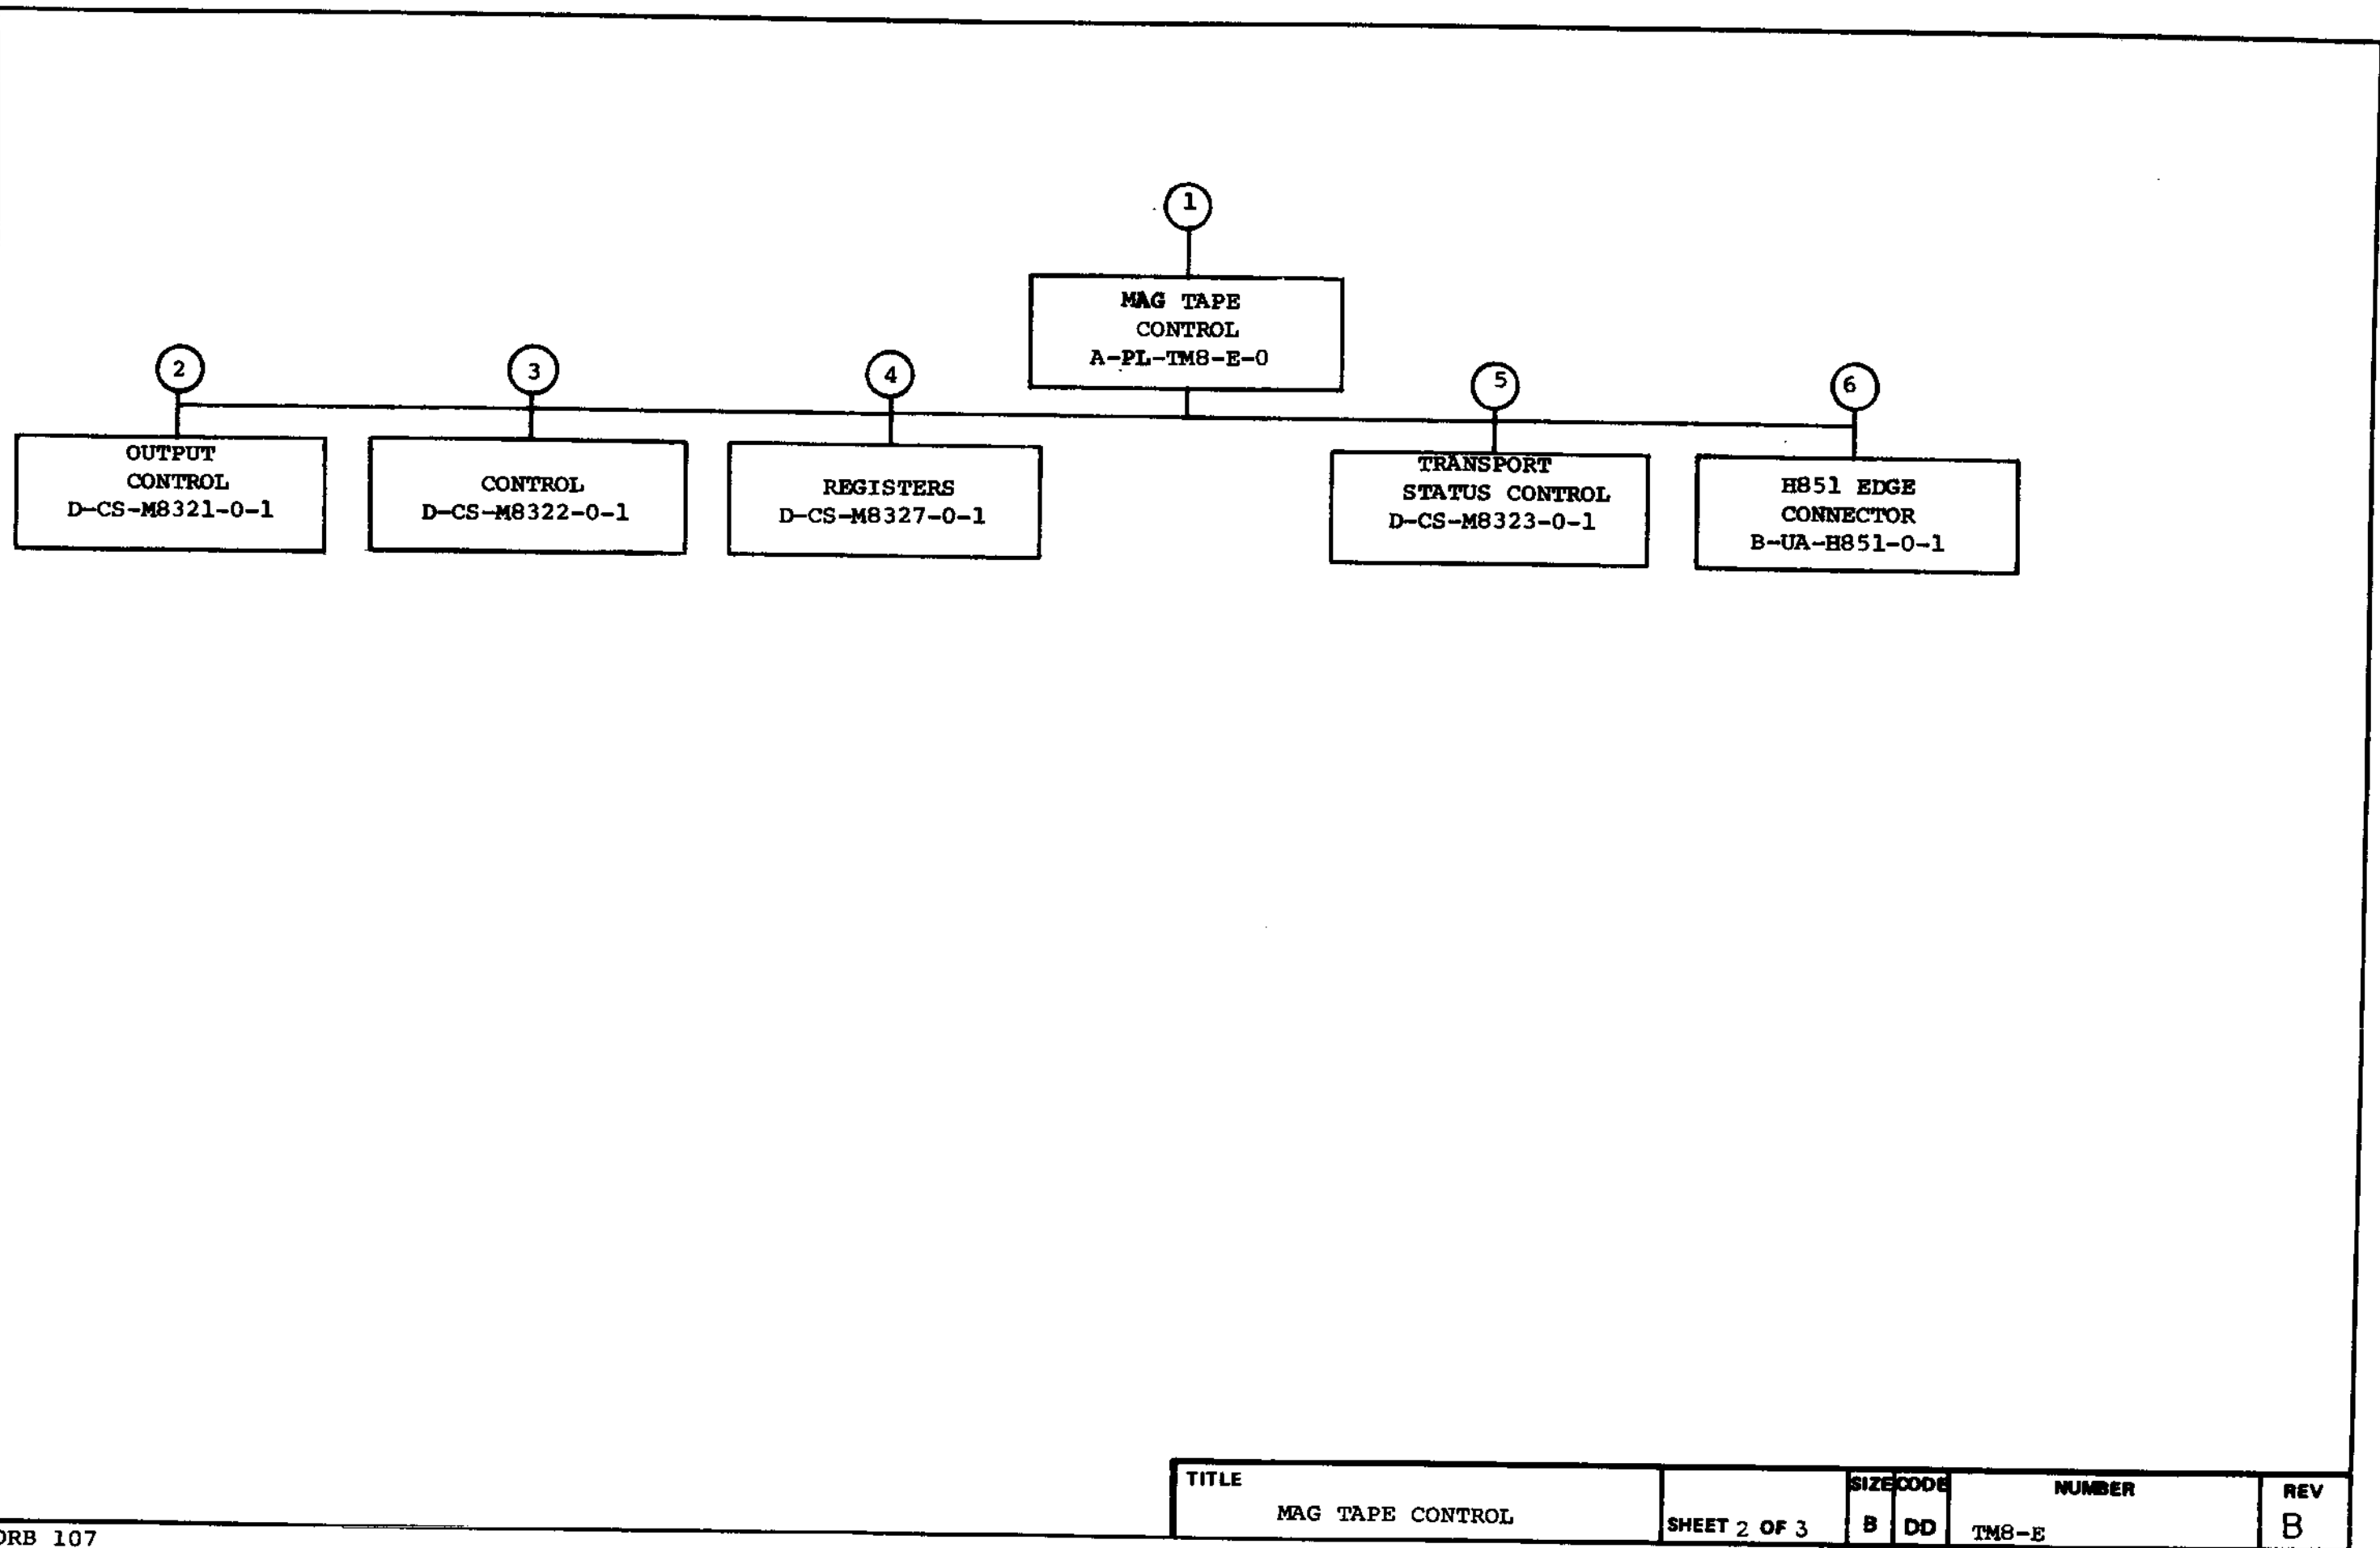 1
MAG TAPE
CONTROL
A-PL-TM8-E-0
2
OUTPUT
CONTROL
D-CS-M8321-0-1
3
CONTROL
D-CS-M8322-0-1
4
REGISTERS
D-CS-M8327-0-1
5
TRANSPORT
STATUS CONTROL
D-CS-M8323-0-1
6
H851 EDGE
CONNECTOR
B-UA-H851-0-1
TITLE
MAG TAPE CONTROL
SHEET 2 OF 3
SIZE
B
CODE
DD
NUMBER
TM8-E
REV
B
DRB 107